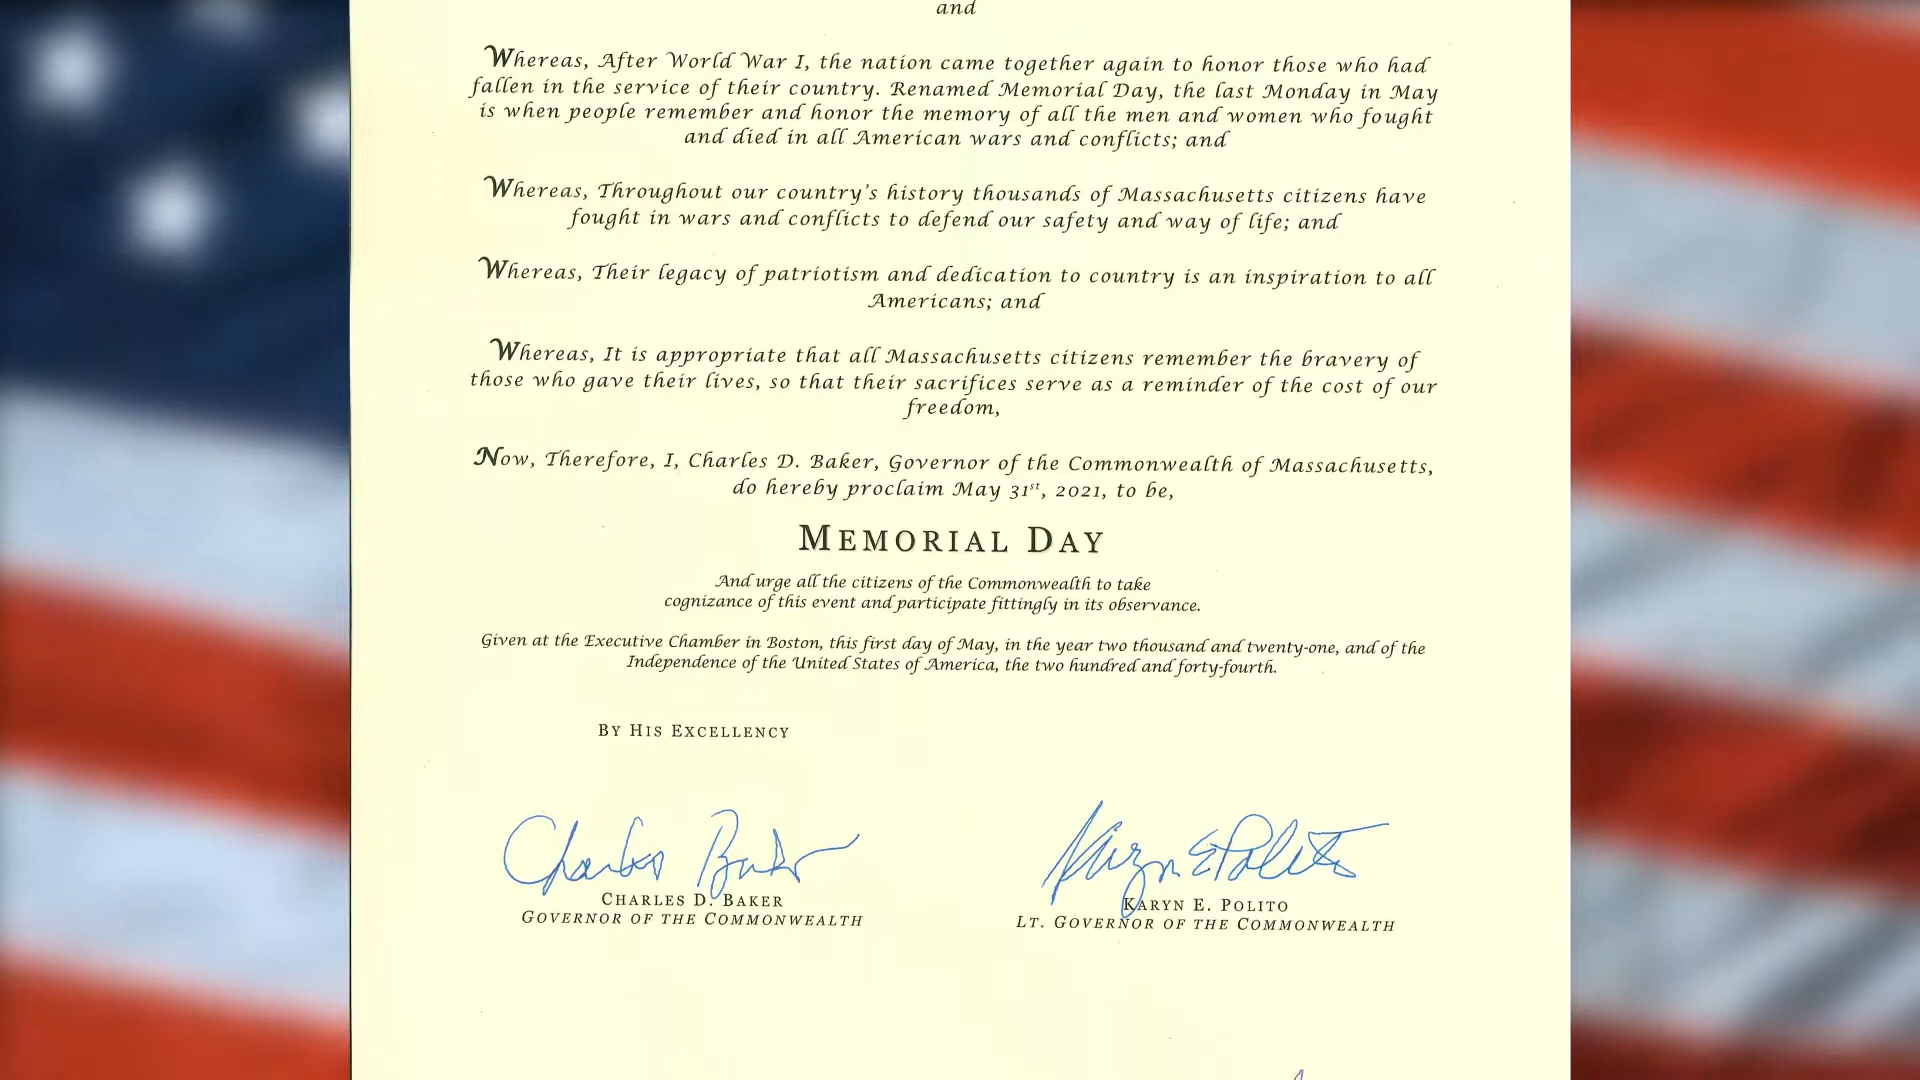 and
Whereas, After World War I, the nation came together again to honor those who had
fallen in the service of their country. Renamed Memorial Day, the last Monday in May
is when people remember and honor the memory of all the men and women who fought
and died in all American wars and conflicts; and
Whereas, Throughout our country's history thousands of Massachusetts citizens have
fought in wars and conflicts to defend our safety and way of life; and
Whereas, Their legacy of patriotism and dedication to country is an inspiration to all
Americans; and
Whereas, It is appropriate that all Massachusetts citizens remember the bravery of
those who gave their lives, so that their sacrifices serve as a reminder of the cost of our
freedom,
Now, Therefore, I, Charles D. Baker, Governor of the Commonwealth of Massachusetts,
do hereby proclaim May 31st, 2021, to be,
MEMORIAL DAY
And urge all the citizens of the Commonwealth to take
cognizance of this event and participate fittingly in its observance.
Given at the Executive Chamber in Boston, this first day of May, in the year two thousand and twenty-one, and of the
Independence of the United States of America, the two hundred and forty-fourth.
BY HIS EXCELLENCY
Charles Baker
Karyn E Polito
CHARLES D. BAKER
GOVERNOR OF THE COMMONWEALTH
KARYN E. POLITO
LT. GOVERNOR OF THE COMMONWEALTH